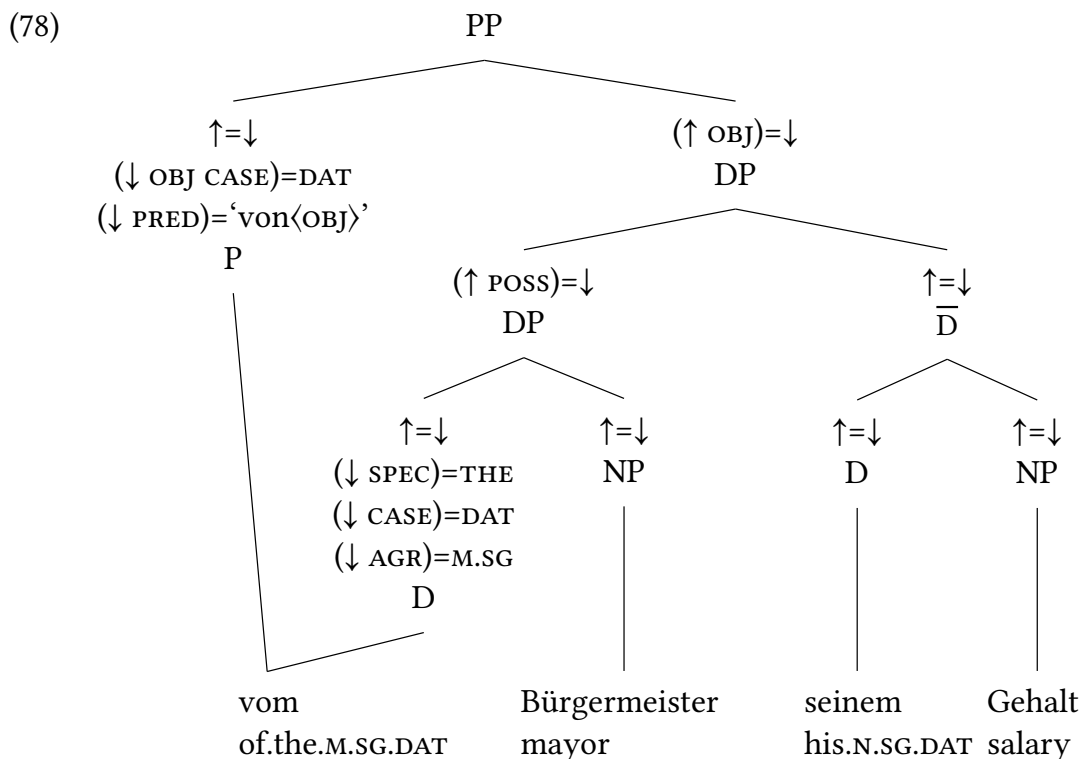 (78) PP
↑=↓ (↑ OBJ)=↓
(↓ OBJ CASE)=DAT DP
(↓ PRED)=‘von⟨OBJ⟩’
P (↑ POSS)=↓ ↑=↓
DP D̅
↑=↓ ↑=↓ ↑=↓ ↑=↓
(↓ SPEC)=THE NP D NP
(↓ CASE)=DAT
(↓ AGR)=M.SG
D
vom Bürgermeister seinem Gehalt
of.the.M.SG.DAT mayor his.N.SG.DAT salary